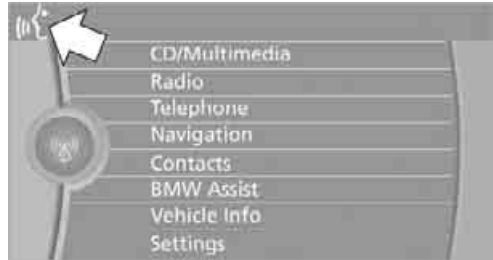 CD/Multimedia
Radio
Telephone
Navigation
Contacts
BMW Assist
Vehicle Info
Settings